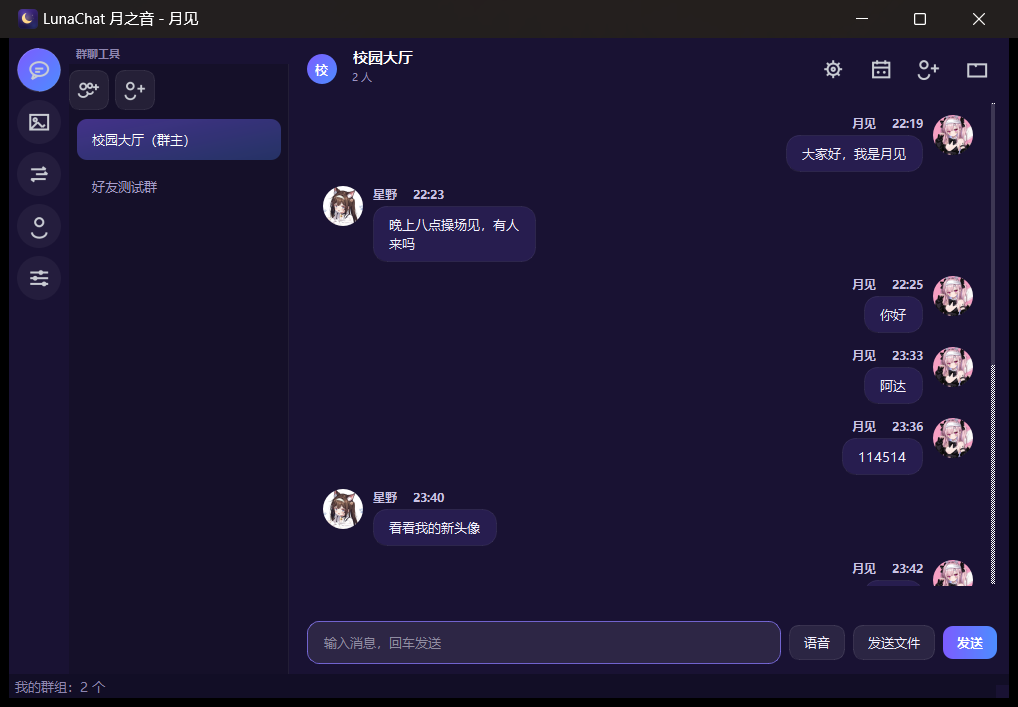 LunaChat 月之音 - 月见
群聊工具
校园大厅（群主）
好友测试群
校
校园大厅
2 人
月见 22:19
大家好，我是月见
星野 22:23
晚上八点操场见，有人
来吗
月见 22:25
你好
月见 23:33
阿达
月见 23:36
114514
星野 23:40
看看我的新头像
月见 23:42
输入消息，回车发送
语音
发送文件
发送
我的群组：2 个